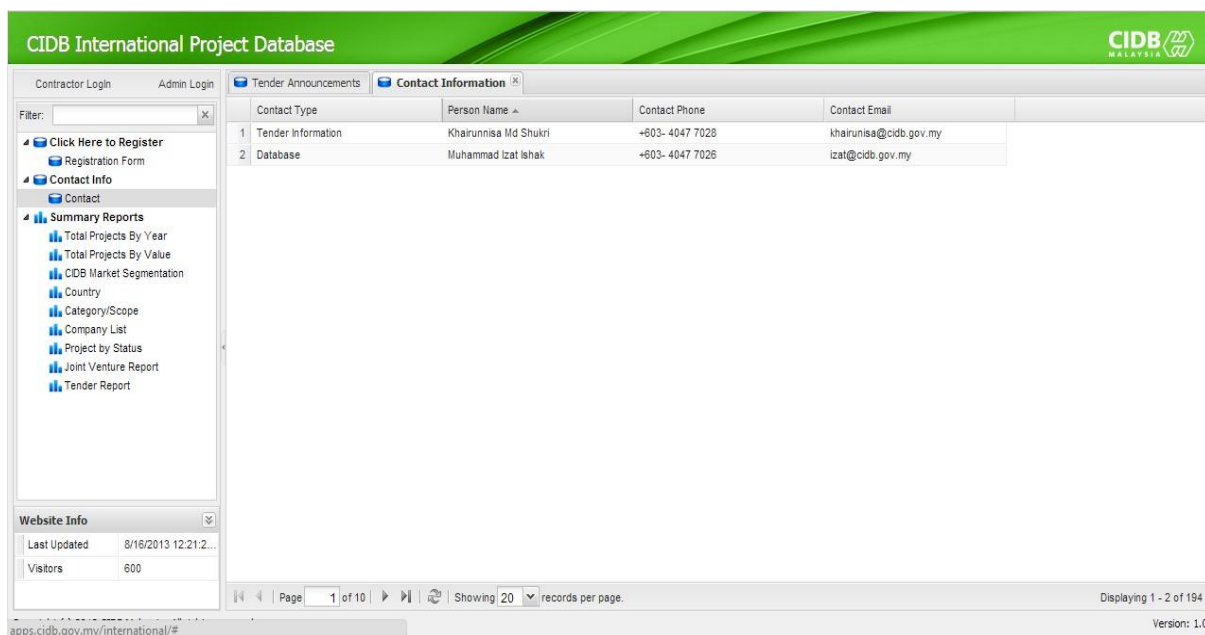 CIDB International Project Database
CIDB
MALAYSIA
Contractor LogIn Admin Login
Tender Announcements Contact Information
Filter:
Click Here to Register
Registration Form
Contact Info
Contact
Summary Reports
Total Projects By Year
Total Projects By Value
CIDB Market Segmentation
Country
Category/Scope
Company List
Project by Status
Joint Venture Report
Tender Report
Contact Type Person Name Contact Phone Contact Email
1 Tender Information Khairunnisa Md Shukri +603- 4047 7028 khairunisa@cidb.gov.my
2 Database Muhammad Izat Ishak +603- 4047 7026 izat@cidb.gov.my
Website Info
Last Updated 8/16/2013 12:21:2...
Visitors 600
Page 1 of 10 Showing 20 records per page. Displaying 1 - 2 of 194
apps.cidb.gov.my/international/#
Version: 1.0